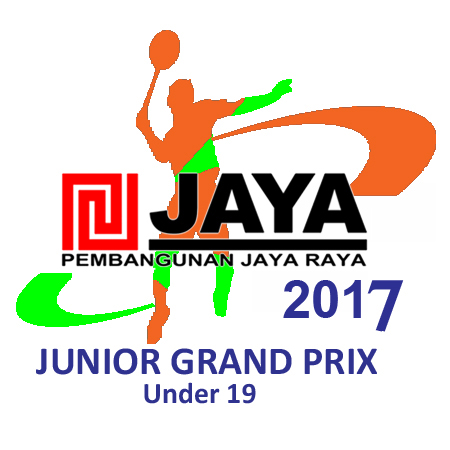 JAYA
PEMBANGUNAN JAYA RAYA
2017
JUNIOR GRAND PRIX
Under 19